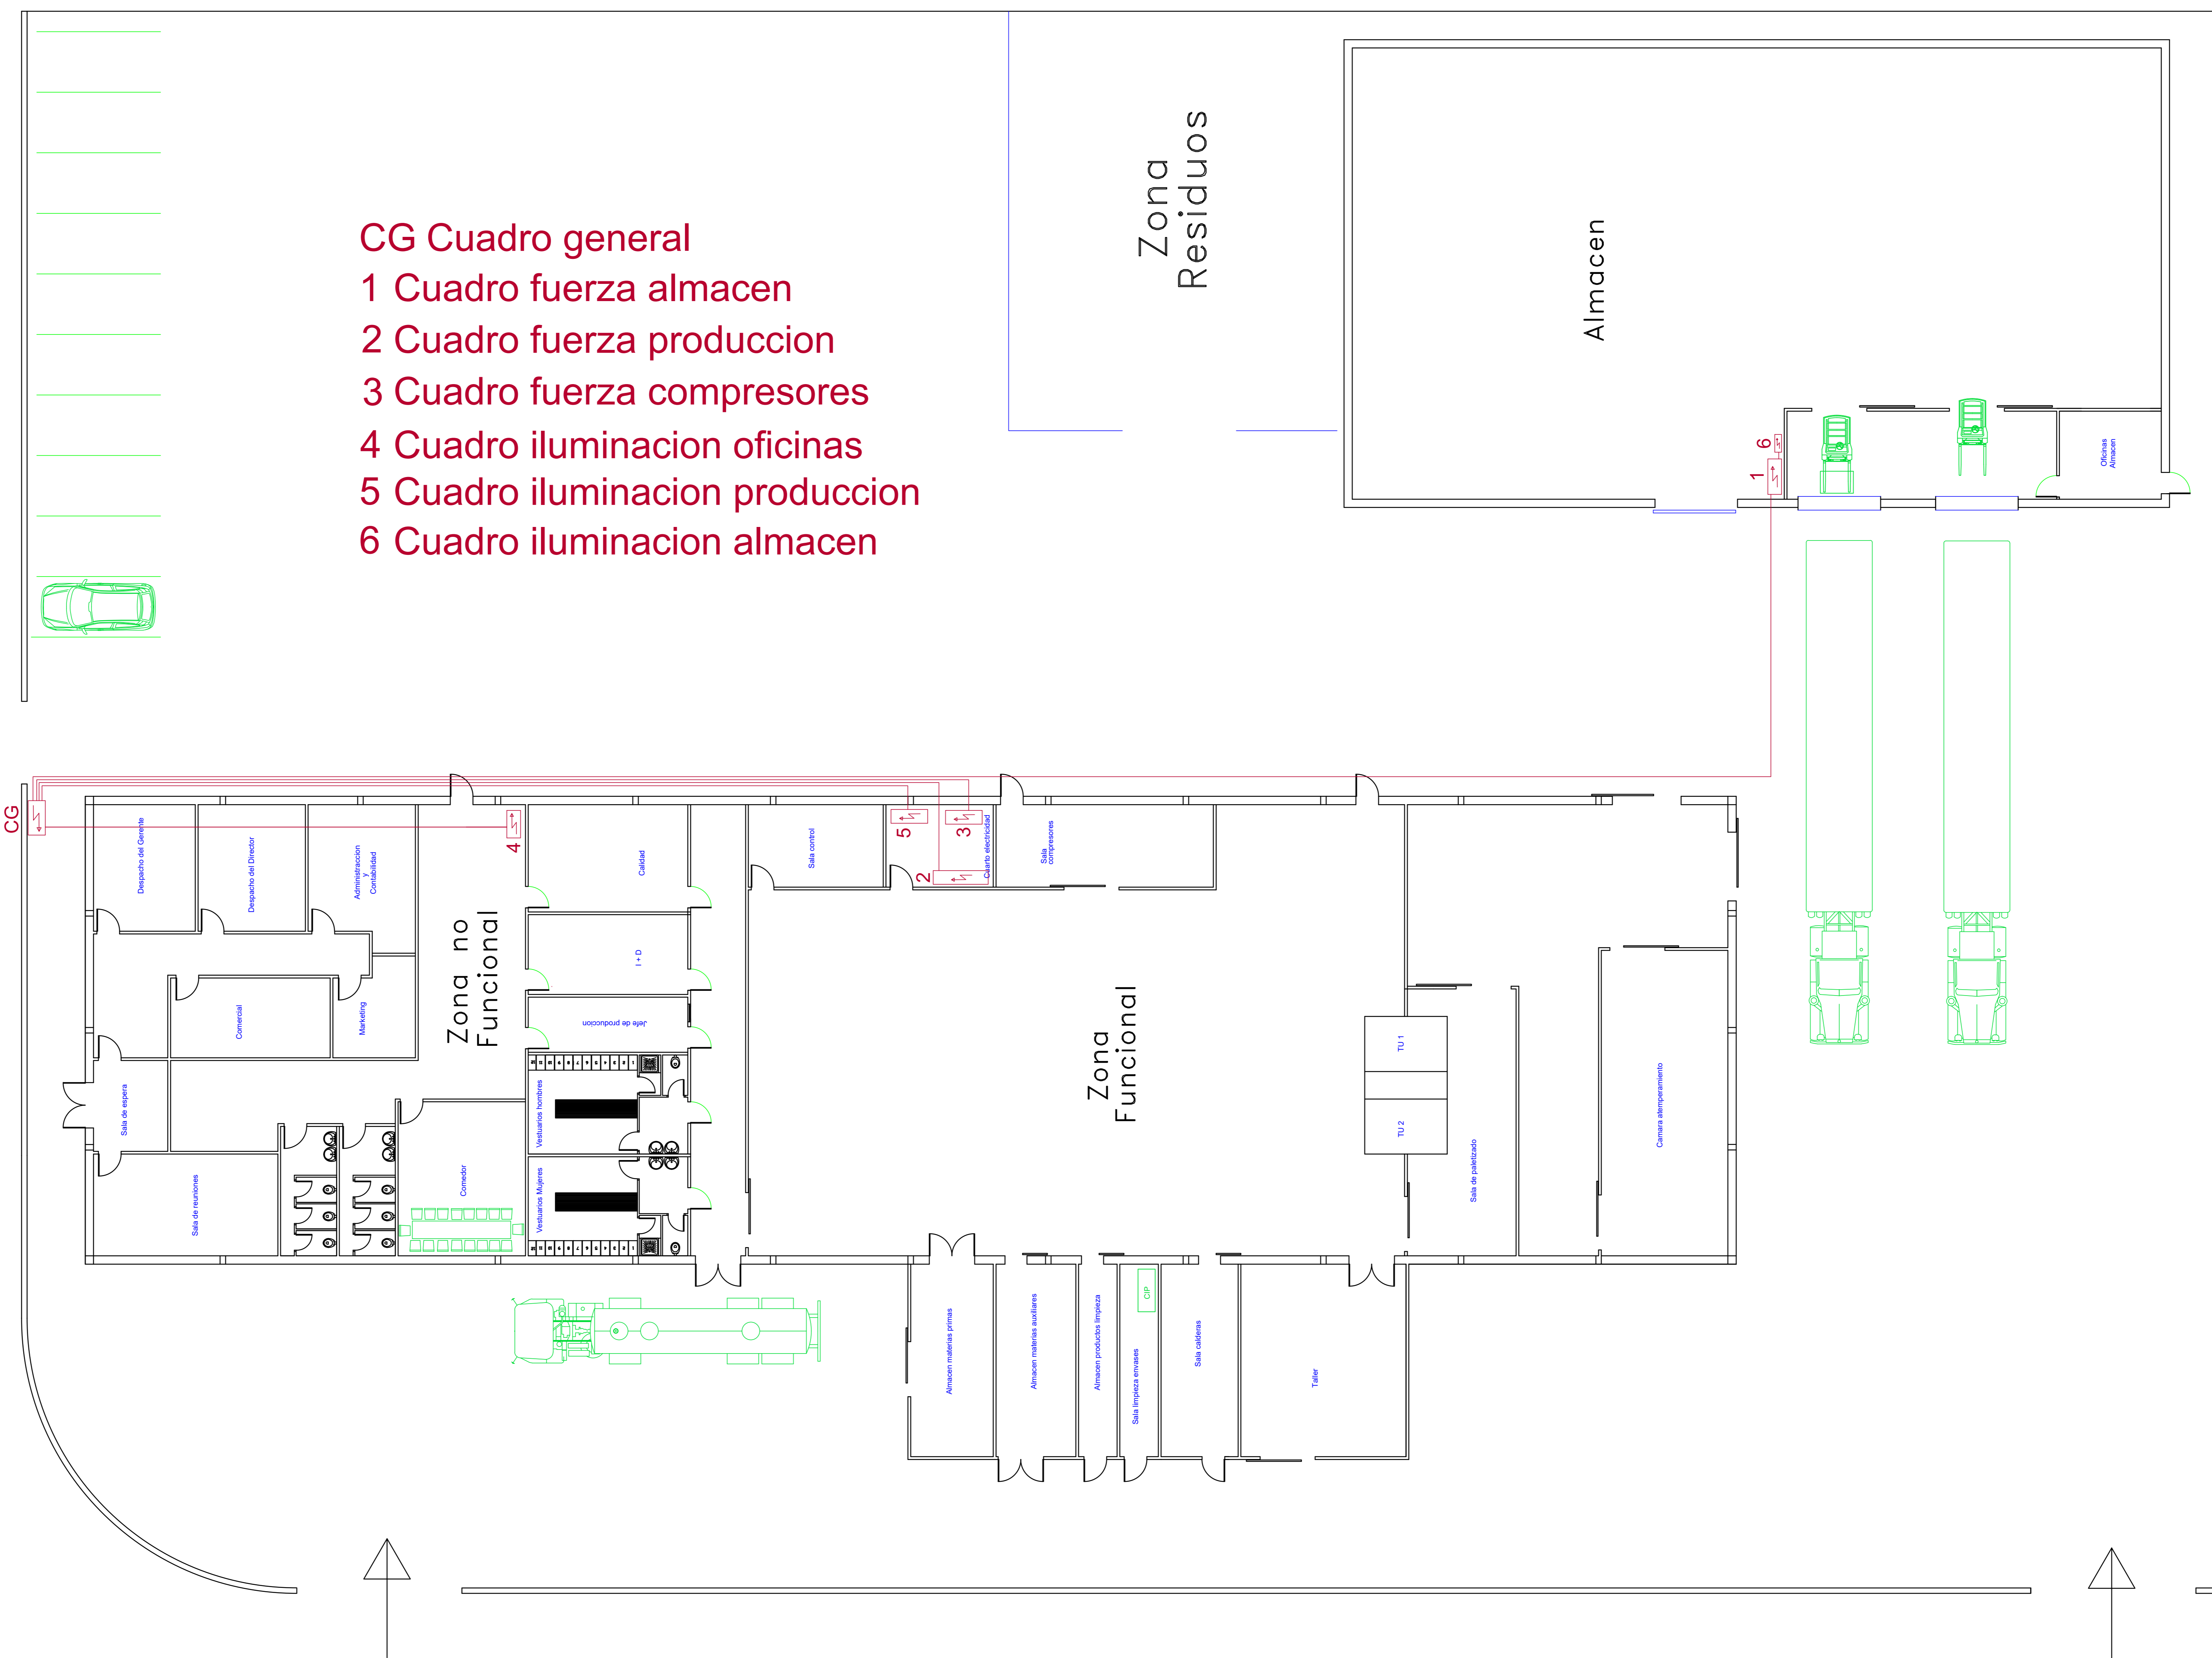 CG Cuadro general
1 Cuadro fuerza almacen
2 Cuadro fuerza produccion
3 Cuadro fuerza compresores
4 Cuadro iluminacion oficinas
5 Cuadro iluminacion produccion
6 Cuadro iluminacion almacen
Zona
Residuos
Almacen
6
1
Oficinas
Almacen
CG
4
5
3
2
Despacho del Gerente
Despacho del Director
Administraccion
y
Contabilidad
Zona no
Funcional
Calidad
Sala control
Cuarto electricidad
Sala
compresores
I + D
Jefe de produccion
Comercial
Marketing
Sala de espera
Sala de reuniones
Comedor
Vestuarios hombres
Vestuarios Mujeres
Zona
Funcional
TU 1
TU 2
Sala de paletizado
Camara atemperamiento
Almacen materias primas
Almacen materias auxiliares
Almacen productos limpieza
Sala limpieza envases
CIP
Sala calderas
Taller